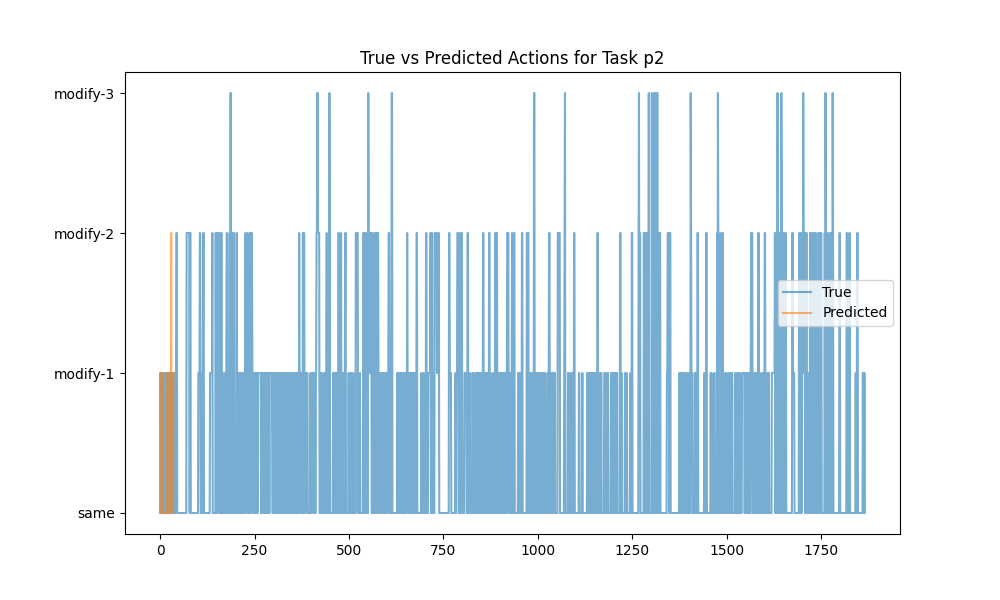 True vs Predicted Actions for Task p2
modify-3
modify-2
modify-1
same
True
Predicted
0 250 500 750 1000 1250 1500 1750